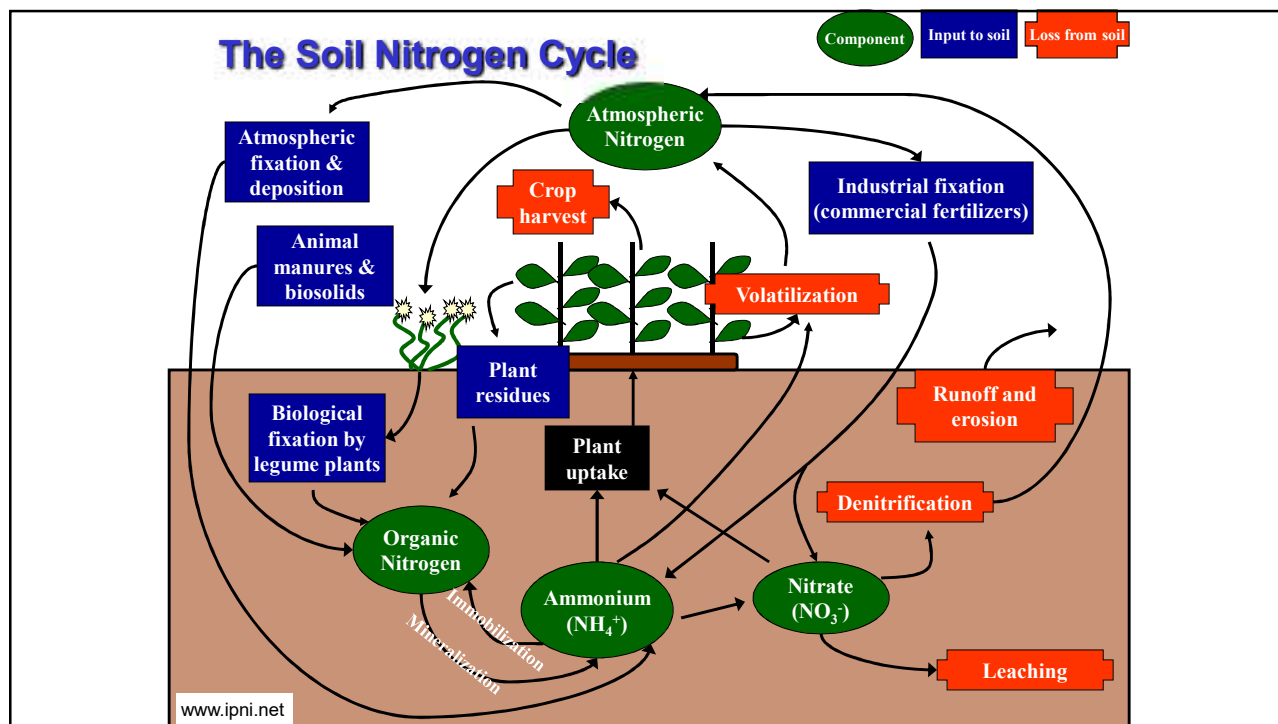 The Soil Nitrogen Cycle
Component
Input to soil
Loss from soil
Atmospheric
Nitrogen
Atmospheric
fixation &
deposition
Industrial fixation
(commercial fertilizers)
Crop
harvest
Animal
manures &
biosolids
Volatilization
Plant
residues
Runoff and
erosion
Biological
fixation by
legume plants
Plant
uptake
Denitrification
Organic
Nitrogen
Ammonium
(NH₄⁺)
Nitrate
(NO₃⁻)
Immobilization
Mineralization
Leaching
www.ipni.net